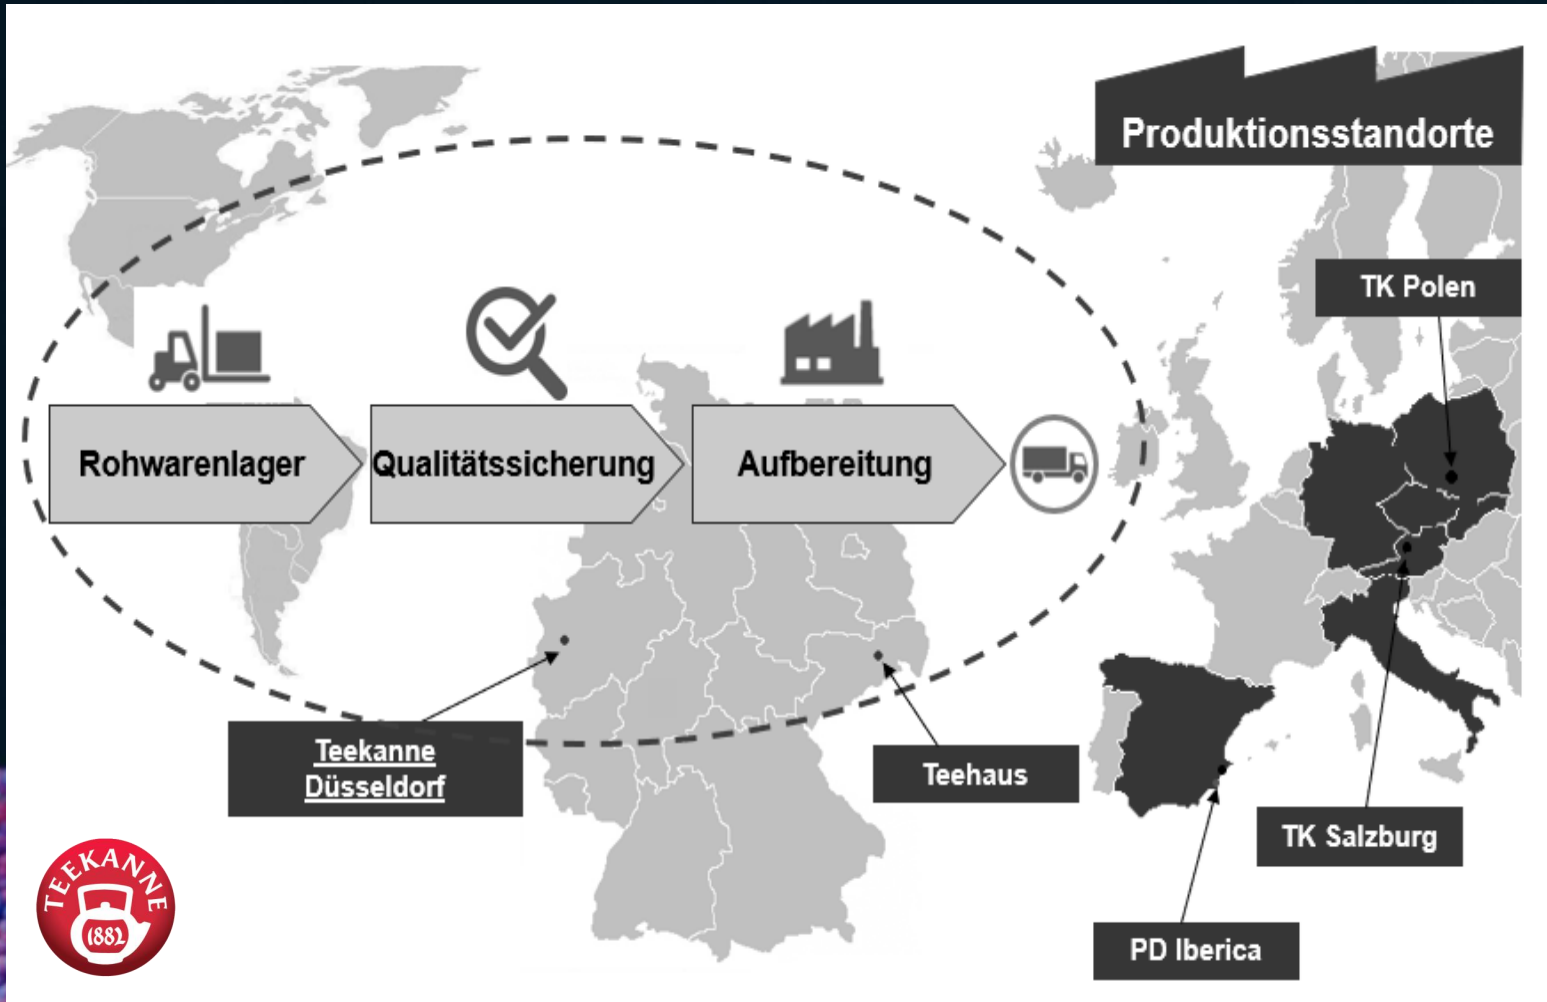 Produktionsstandorte
TK Polen
Rohwarenlager
Qualitätssicherung
Aufbereitung
Teekanne
Düsseldorf
Teehaus
TK Salzburg
PD Iberica
TEEKANNE
1882